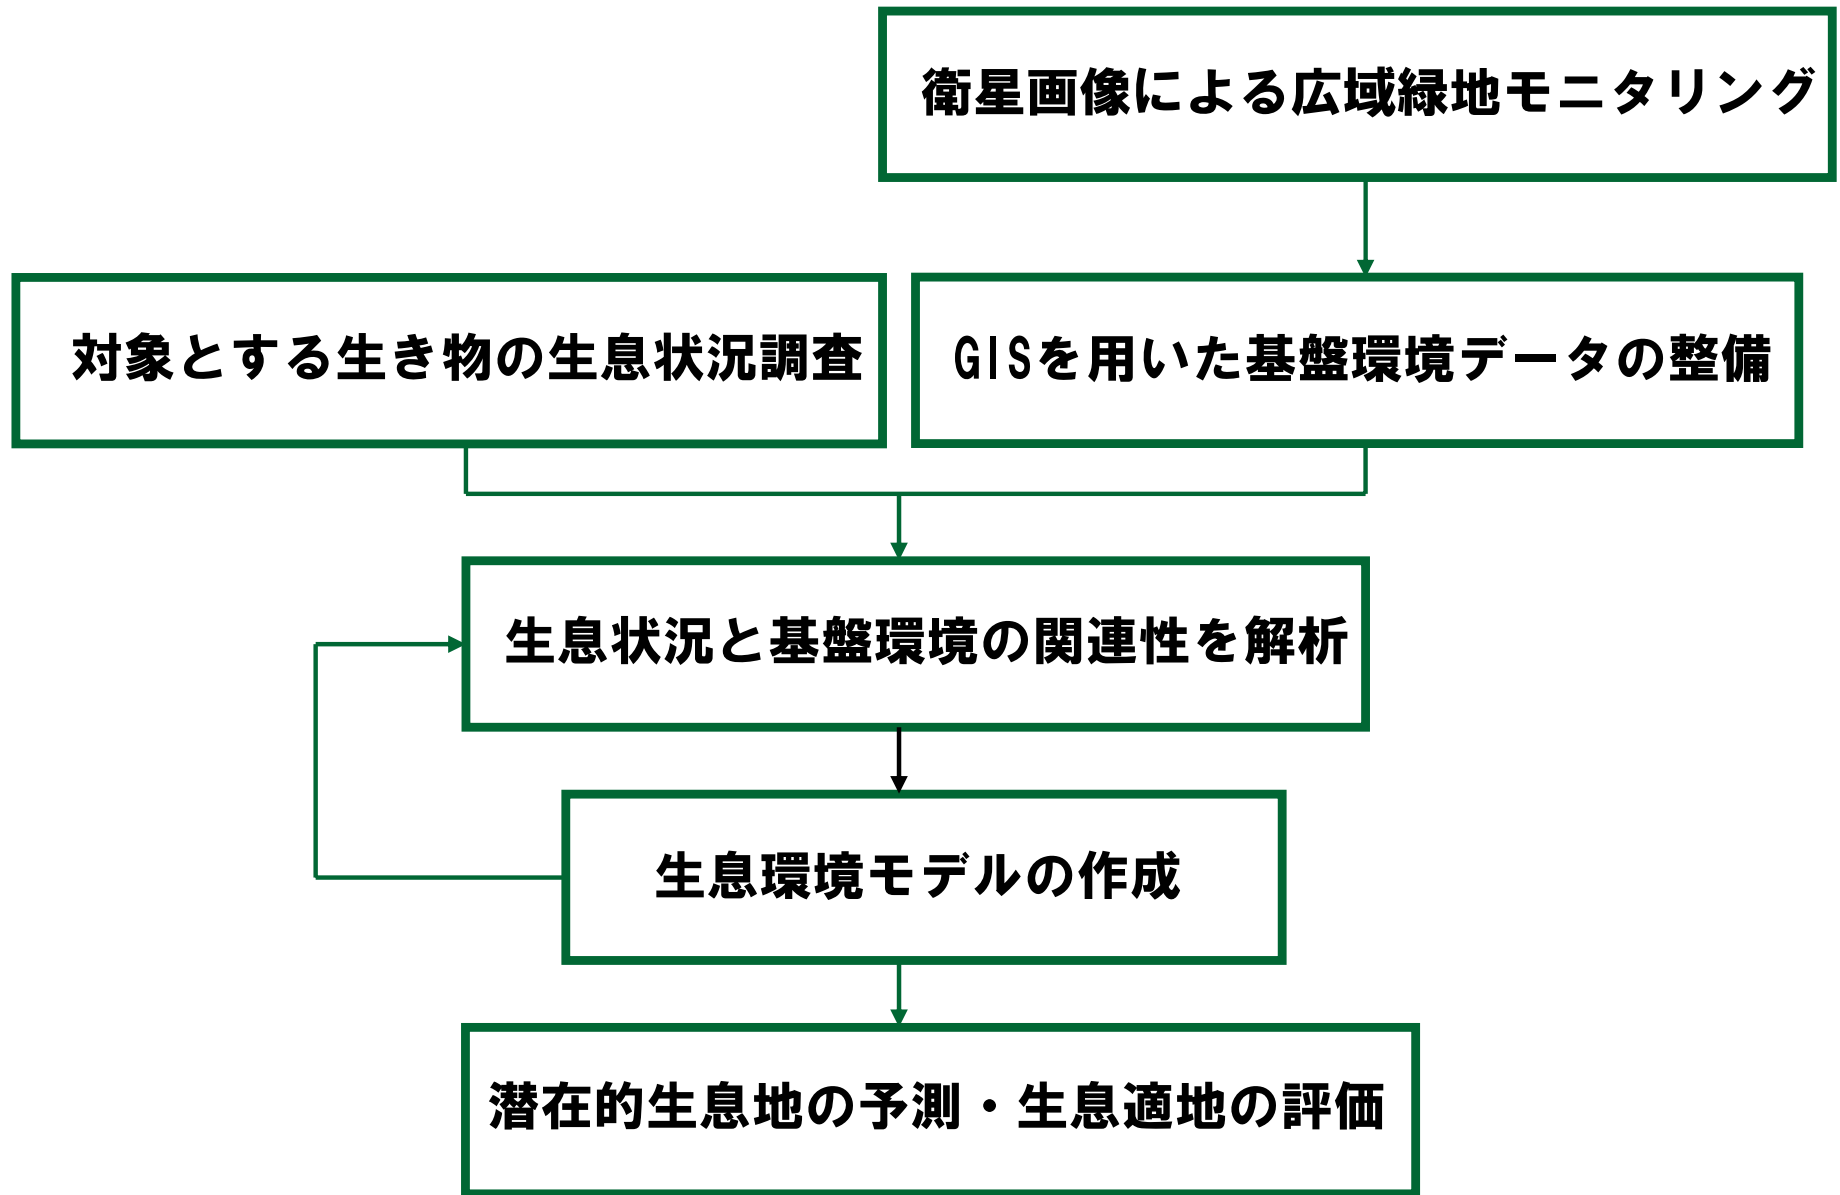 衛星画像による広域緑地モニタリング
対象とする生き物の生息状況調査
GISを用いた基盤環境データの整備
生息状況と基盤環境の関連性を解析
生息環境モデルの作成
潜在的生息地の予測・生息適地の評価